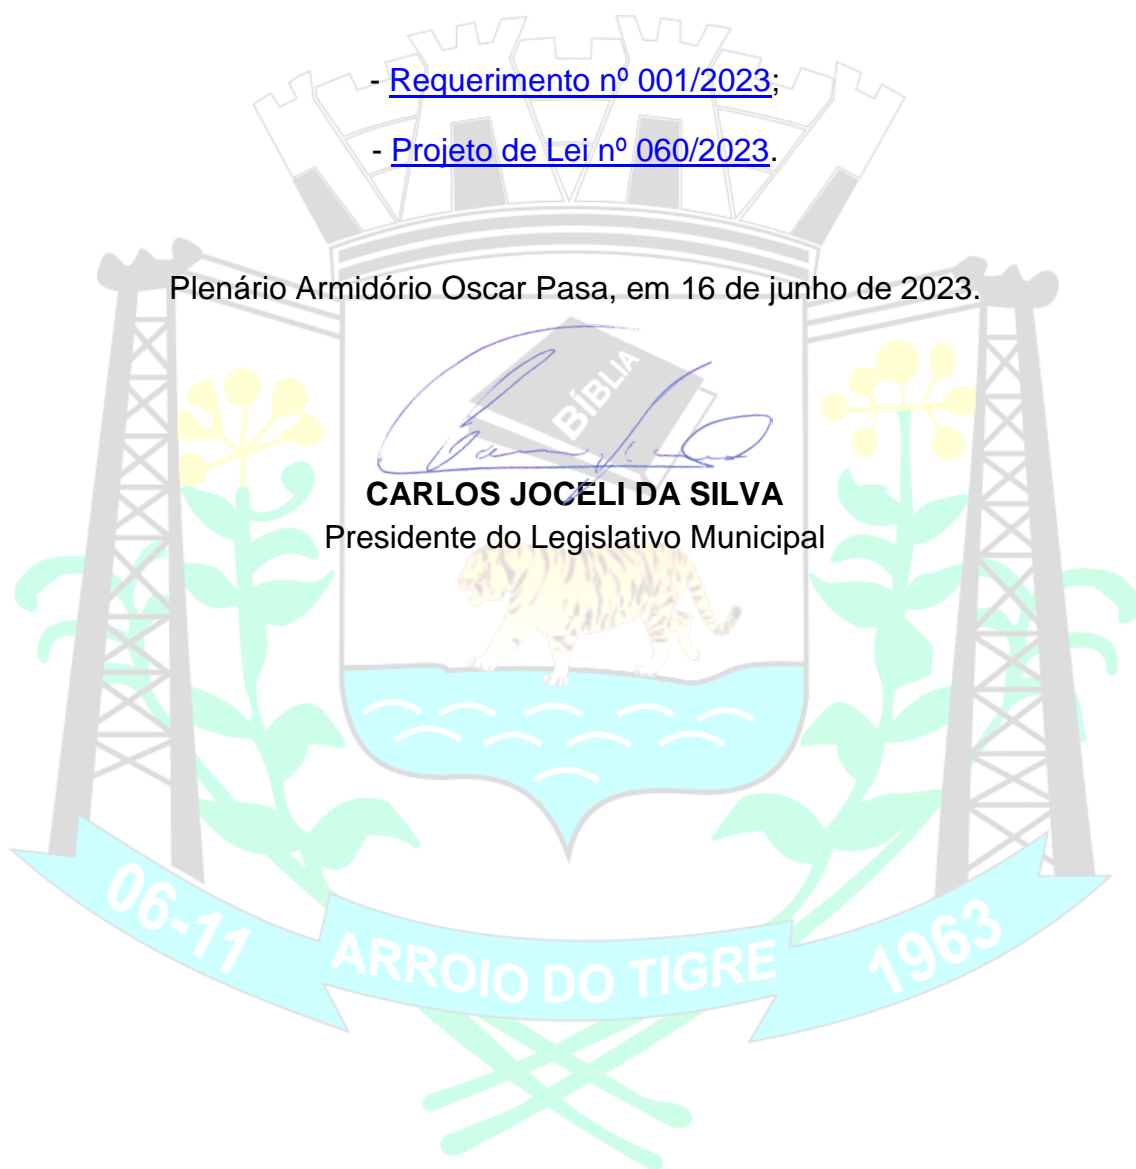 - Requerimento nº 001/2023;
- Projeto de Lei nº 060/2023.
Plenário Armidório Oscar Pasa, em 16 de junho de 2023.
BÍBLIA
CARLOS JOCELI DA SILVA
Presidente do Legislativo Municipal
06-11 ARROIO DO TIGRE 1963